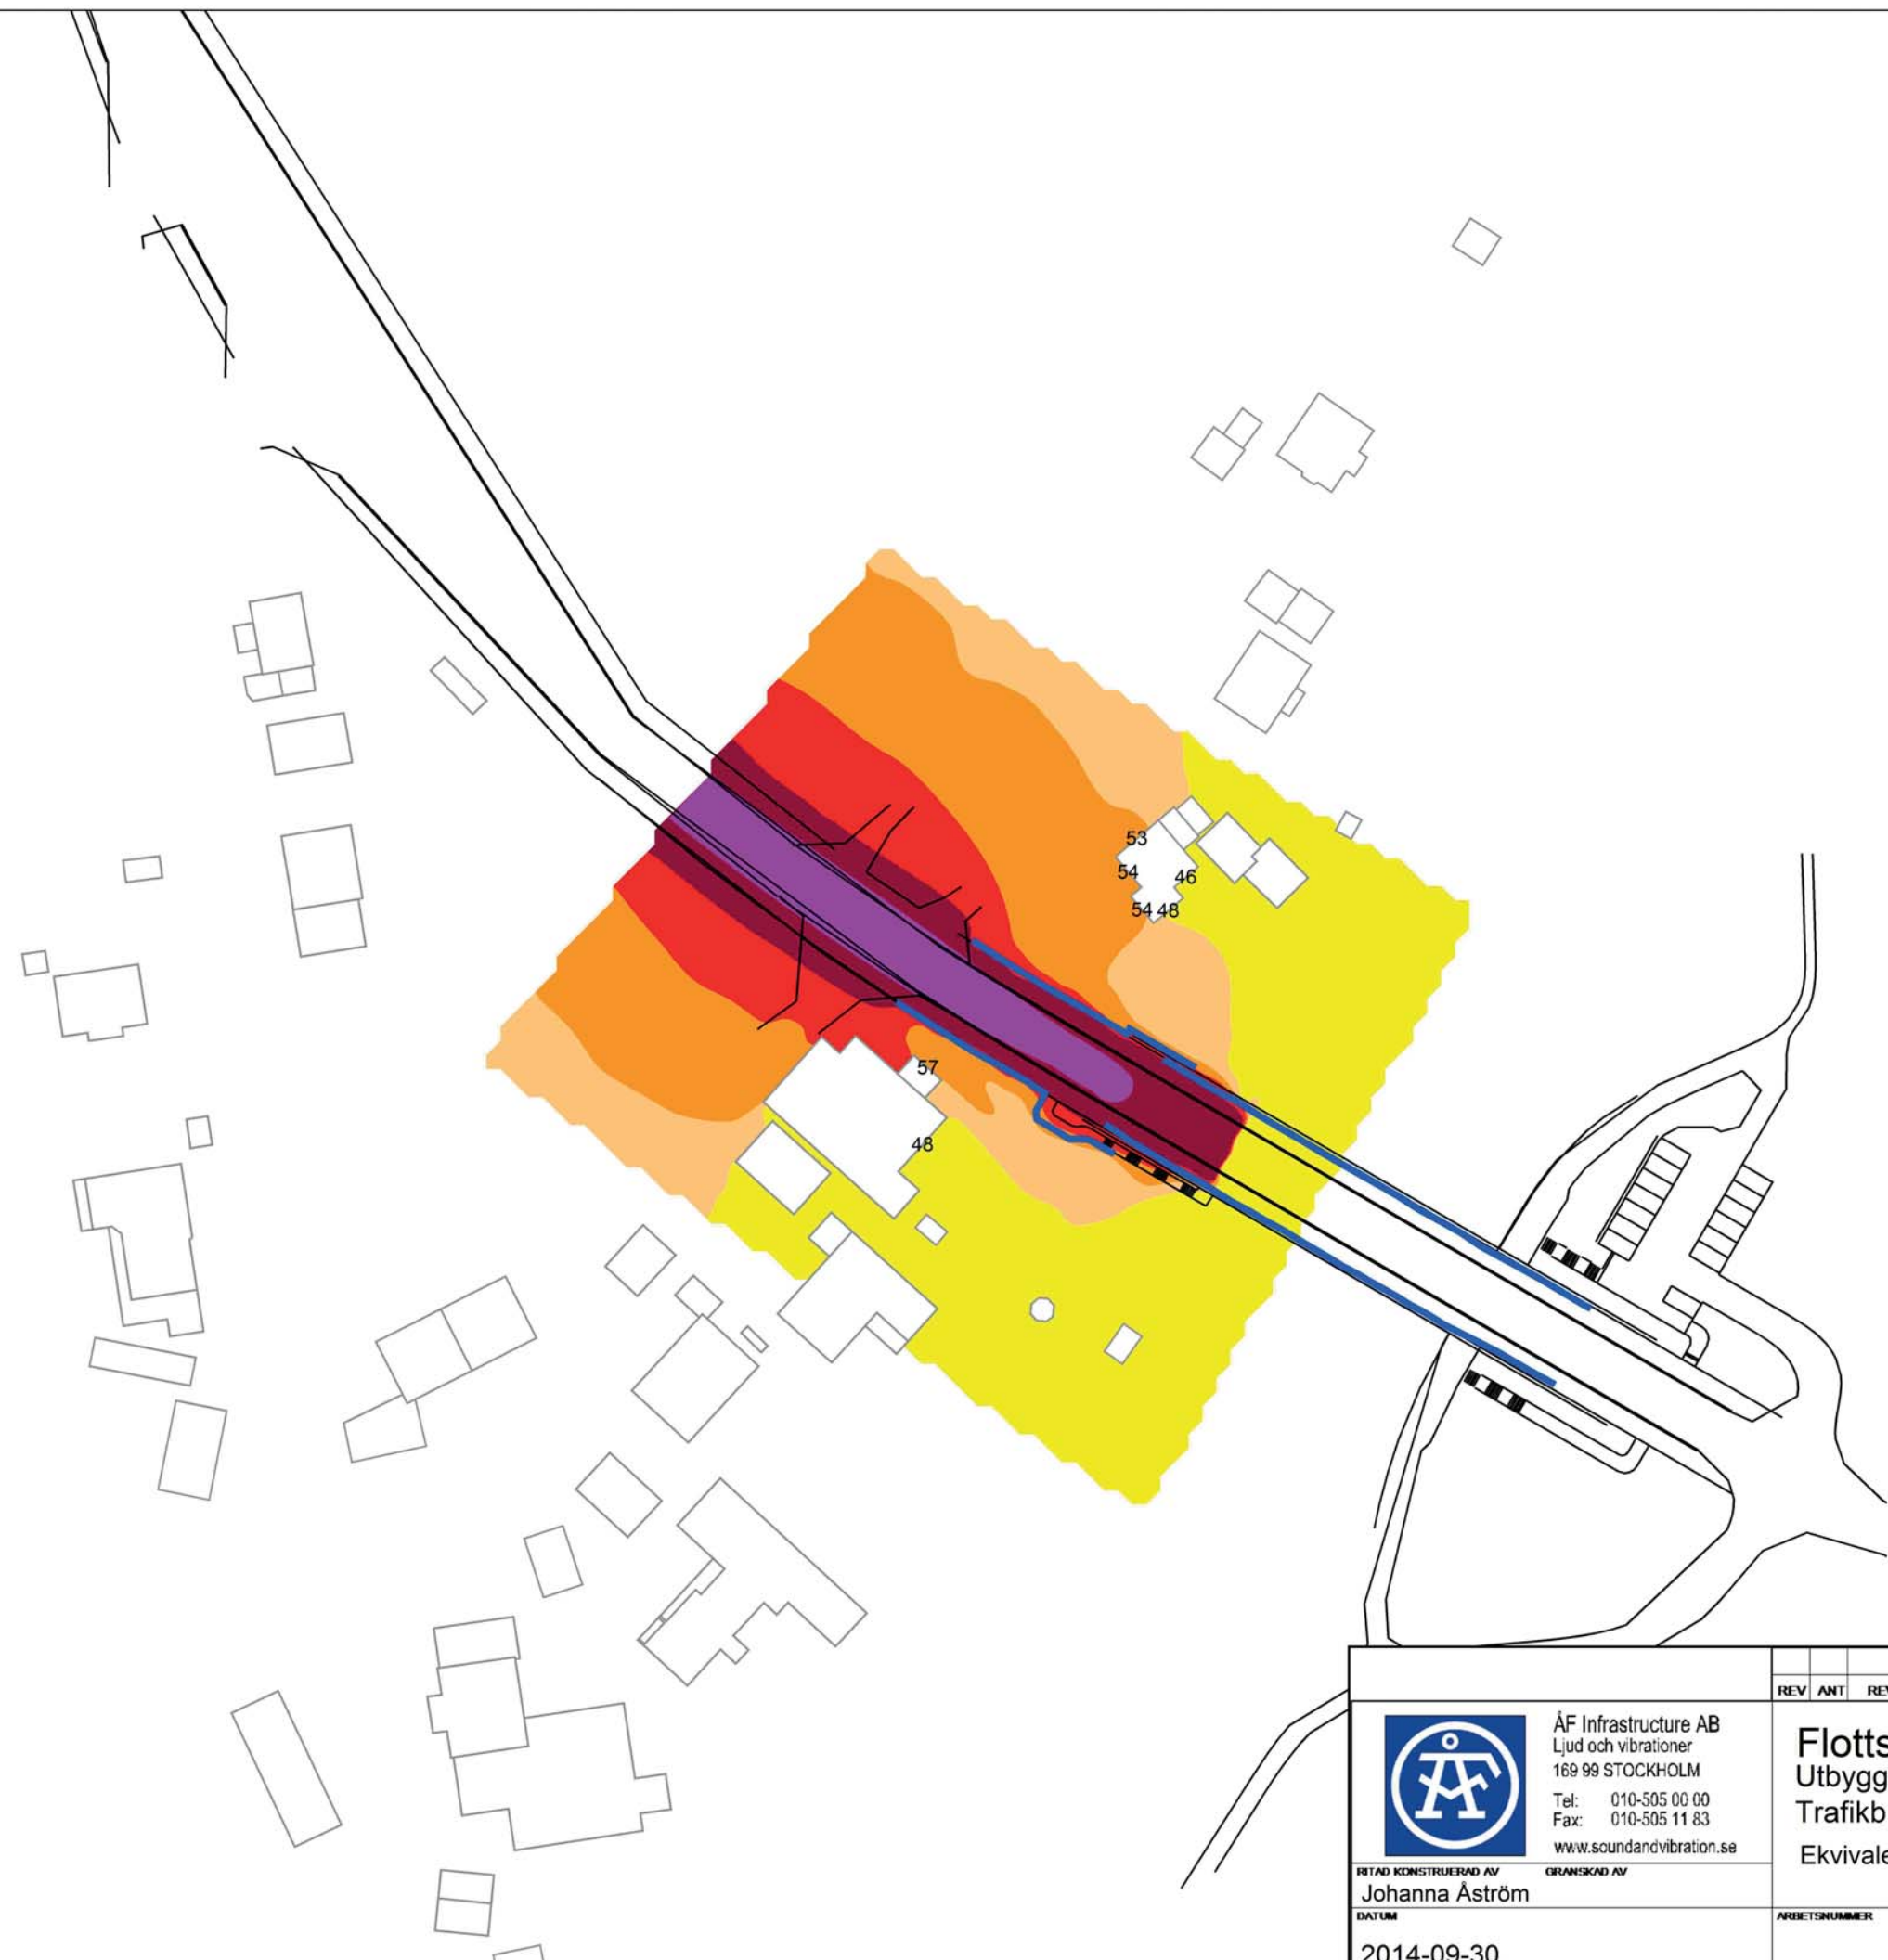 53
54
46
54 48
57
48
REV ANT REV
ÅF
ÅF Infrastructure AB
Ljud och vibrationer
169 99 STOCKHOLM
Tel: 010-505 00 00
Fax: 010-505 11 83
www.soundandvibration.se
RITAD KONSTRUERAD AV GRANSKAD AV
Johanna Åström
DATUM
2014-09-30
Flotts
Utbygg
Trafikb
Ekvivale
ARBETSNUMMER